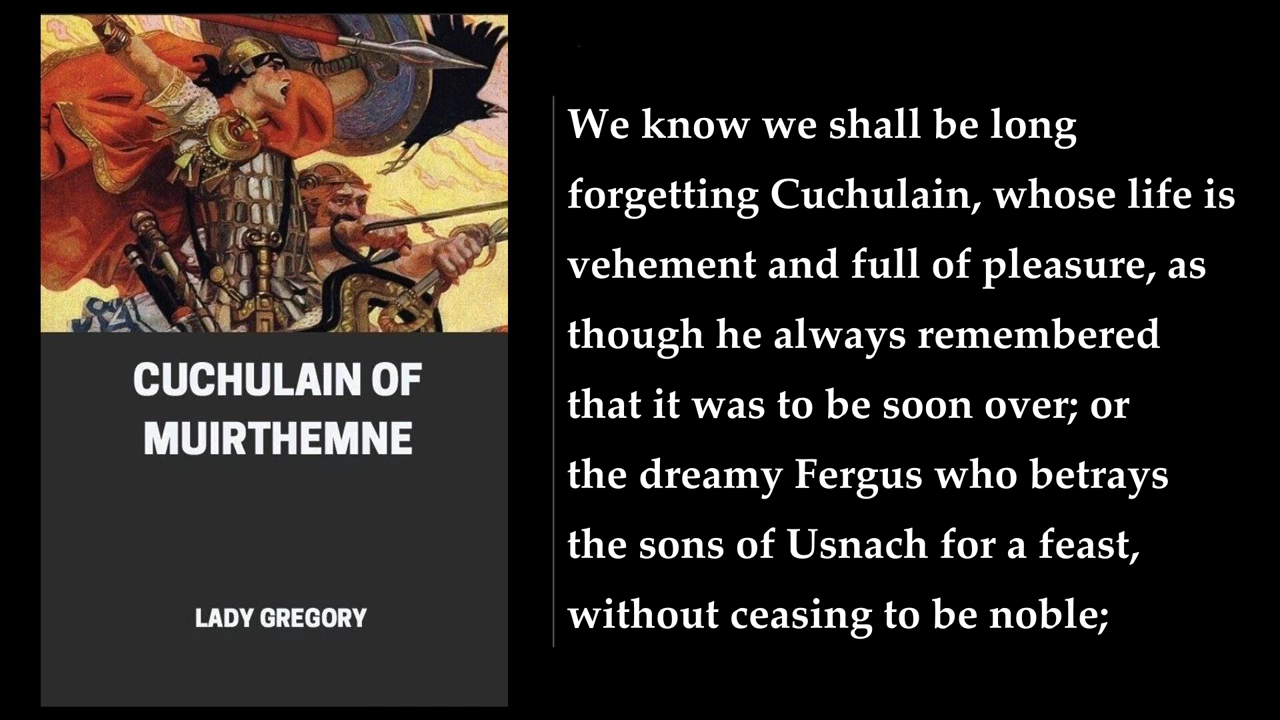 CUCHULAIN OF
MUIRTHEMNE
LADY GREGORY
We know we shall be long
forgetting Cuchulain, whose life is
vehement and full of pleasure, as
though he always remembered
that it was to be soon over; or
the dreamy Fergus who betrays
the sons of Usnach for a feast,
without ceasing to be noble;